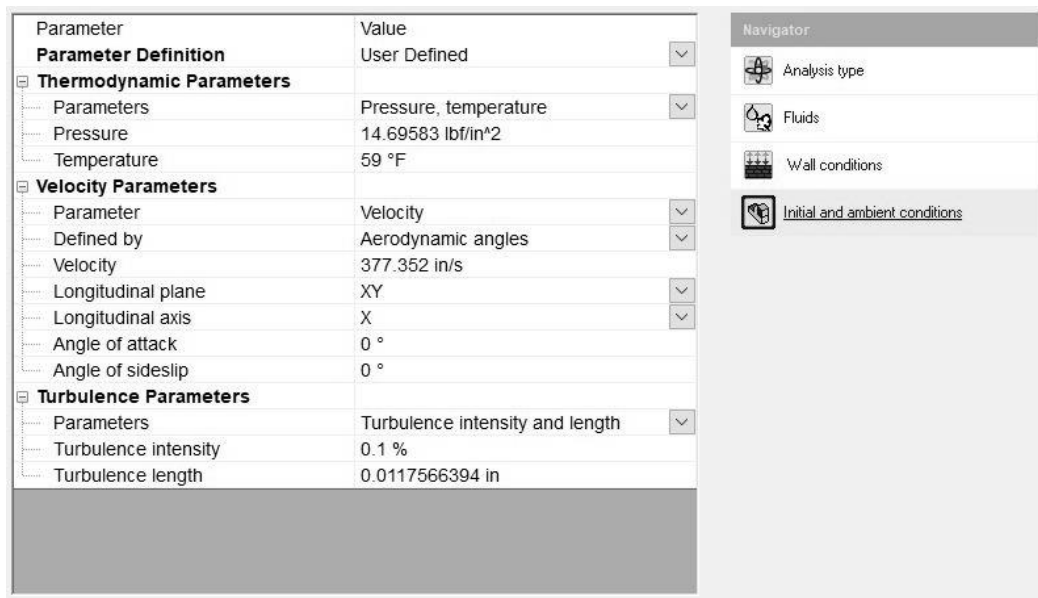 Parameter Value
Parameter Definition User Defined
Thermodynamic Parameters
Parameters Pressure, temperature
Pressure 14.69583 lbf/in^2
Temperature 59 °F
Velocity Parameters
Parameter Velocity
Defined by Aerodynamic angles
Velocity 377.352 in/s
Longitudinal plane XY
Longitudinal axis X
Angle of attack 0 °
Angle of sideslip 0 °
Turbulence Parameters
Parameters Turbulence intensity and length
Turbulence intensity 0.1 %
Turbulence length 0.0117566394 in
Navigator
Analysis type
Fluids
Wall conditions
Initial and ambient conditions